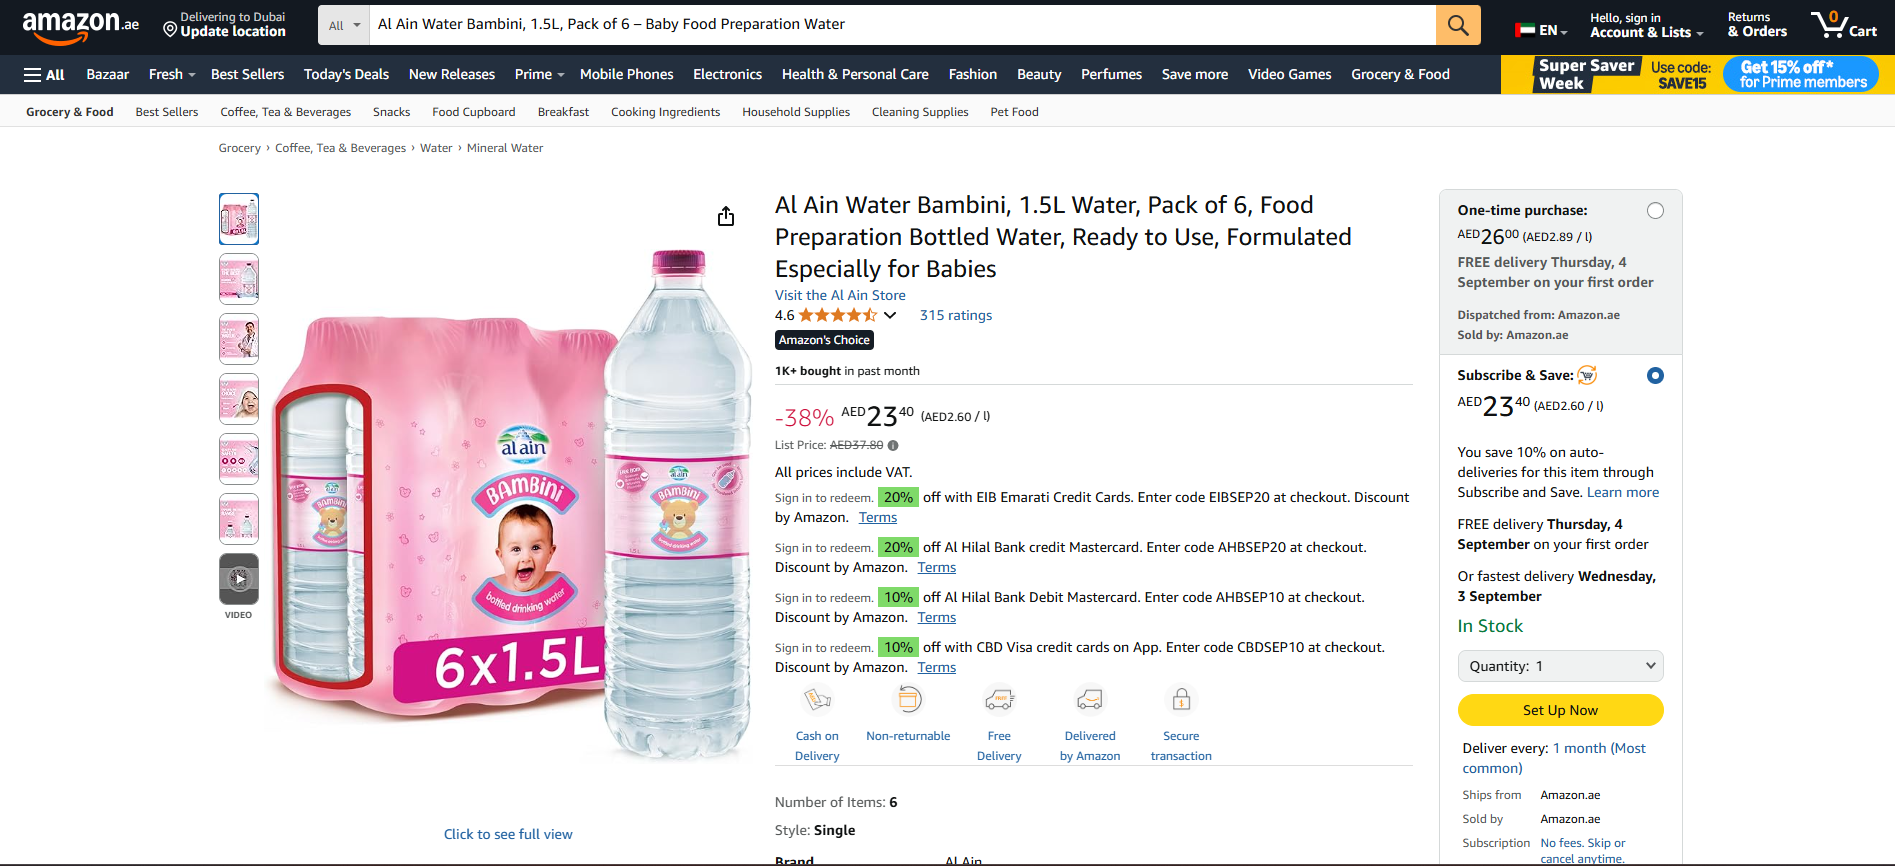 amazon.ae
Delivering to Dubai
Update location
All
Al Ain Water Bambini, 1.5L, Pack of 6 – Baby Food Preparation Water
EN
Hello, sign in
Account & Lists
Returns
& Orders
0
Cart
All
Bazaar
Fresh
Best Sellers
Today's Deals
New Releases
Prime
Mobile Phones
Electronics
Health & Personal Care
Fashion
Beauty
Perfumes
Save more
Video Games
Grocery & Food
Super Saver
Week
Use code:
SAVE15
Get 15% off*
for Prime members
Grocery & Food
Best Sellers
Coffee, Tea & Beverages
Snacks
Food Cupboard
Breakfast
Cooking Ingredients
Household Supplies
Cleaning Supplies
Pet Food
Grocery › Coffee, Tea & Beverages › Water › Mineral Water
VIDEO
al ain
BAMBINI
bottled drinking water
6x1.5L
al ain
BAMBINI
bottled drinking water
BAMBINI
Click to see full view
Al Ain Water Bambini, 1.5L Water, Pack of 6, Food
Preparation Bottled Water, Ready to Use, Formulated
Especially for Babies
Visit the Al Ain Store
4.6
315 ratings
Amazon's Choice
1K+ bought in past month
-38% AED23 40 (AED2.60 / l)
List Price: AED37.80
All prices include VAT.
Sign in to redeem. 20% off with EIB Emarati Credit Cards. Enter code EIBSEP20 at checkout. Discount
by Amazon. Terms
Sign in to redeem. 20% off Al Hilal Bank credit Mastercard. Enter code AHBSEP20 at checkout.
Discount by Amazon. Terms
Sign in to redeem. 10% off Al Hilal Bank Debit Mastercard. Enter code AHBSEP10 at checkout.
Discount by Amazon. Terms
Sign in to redeem. 10% off with CBD Visa credit cards on App. Enter code CBDSEP10 at checkout.
Discount by Amazon. Terms
Cash on
Delivery
Non-returnable
Free
Delivery
Delivered
by Amazon
Secure
transaction
Number of Items: 6
Style: Single
Brand
Al Ain
One-time purchase:
AED26 00 (AED2.89 / l)
FREE delivery Thursday, 4
September on your first order
Dispatched from: Amazon.ae
Sold by: Amazon.ae
Subscribe & Save:
AED23 40 (AED2.60 / l)
You save 10% on auto-
deliveries for this item through
Subscribe and Save. Learn more
FREE delivery Thursday, 4
September on your first order
Or fastest delivery Wednesday,
3 September
In Stock
Quantity: 1
Set Up Now
Deliver every: 1 month (Most
common)
Ships from Amazon.ae
Sold by Amazon.ae
Subscription No fees. Skip or
cancel anytime.